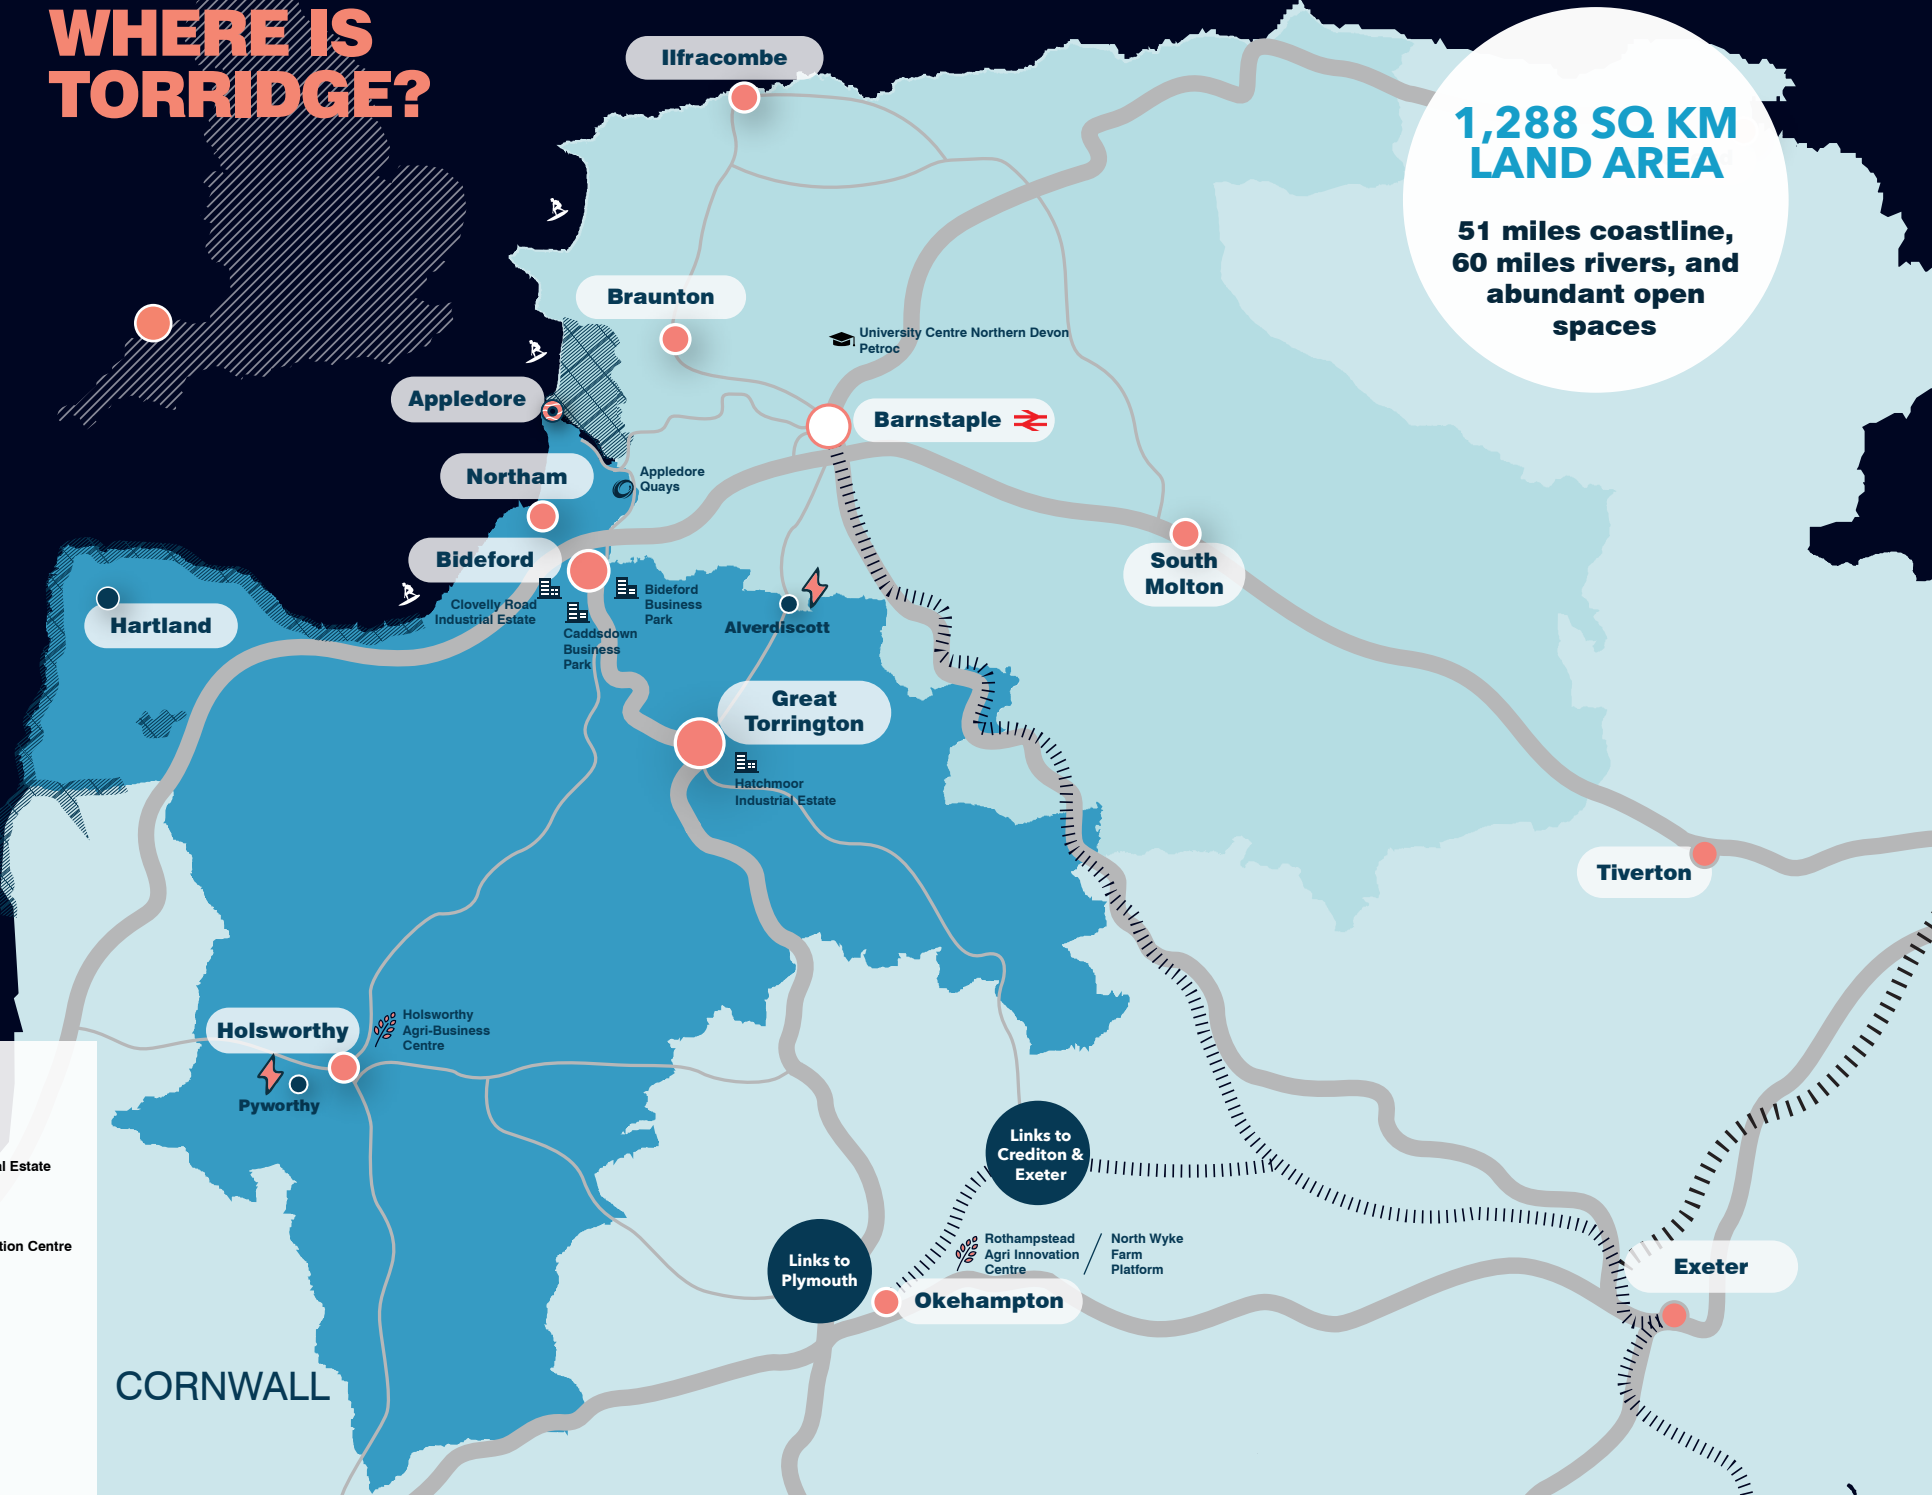 WHERE IS
TORRIDGE?
Ilfracombe
1,288 SQ KM
LAND AREA
51 miles coastline,
60 miles rivers, and
abundant open
spaces
Braunton
University Centre Northern Devon
Petroc
Appledore
Barnstaple
Northam
Appledore
Quays
Bideford
South
Molton
Hartland
Clovelly Road
Industrial Estate
Bideford
Business
Park
Caddsdown
Business
Park
Alverdiscott
Great
Torrington
Hatchmoor
Industrial Estate
Tiverton
Holsworthy
Holsworthy
Agri-Business
Centre
Pyworthy
Links to
Crediton &
Exeter
l Estate
tion Centre
Links to
Plymouth
Rothampstead
Agri Innovation
Centre
North Wyke
Farm
Platform
Okehampton
Exeter
CORNWALL